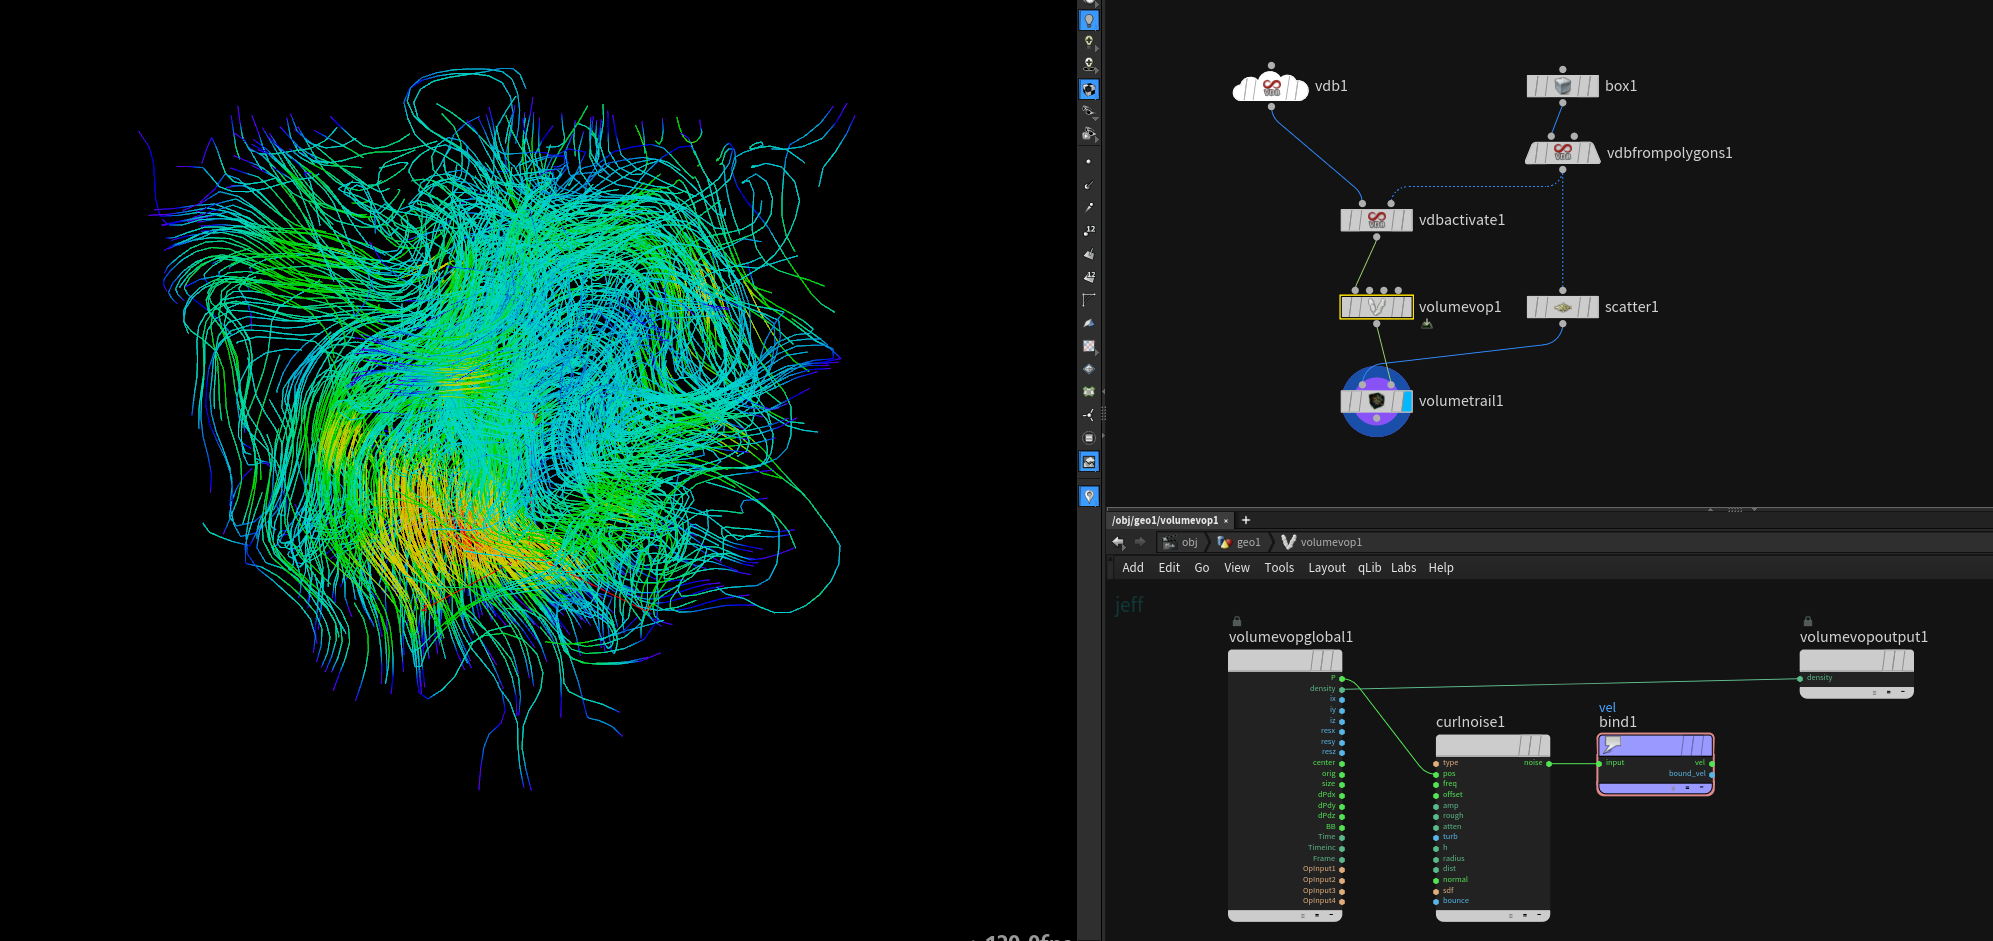 vdb1
box1
vdbfrompolygons1
vdbactivate1
volumevop1
scatter1
volumetrail1
12
12
/obj/geo1/volumevop1 × +
obj geo1 volumevop1
Add Edit Go View Tools Layout qLib Labs Help
jeff
volumevopglobal1
P
density
ix
iy
iz
resx
resy
resz
center
orig
size
dPdx
dPdy
dPdz
BB
Time
Timeinc
Frame
OpInput1
OpInput2
OpInput3
OpInput4
curlnoise1
type noise
pos
freq
offset
amp
rough
atten
turb
h
radius
dist
normal
sdf
bounce
vel
bind1
input vel
bound_vel
volumevopoutput1
density